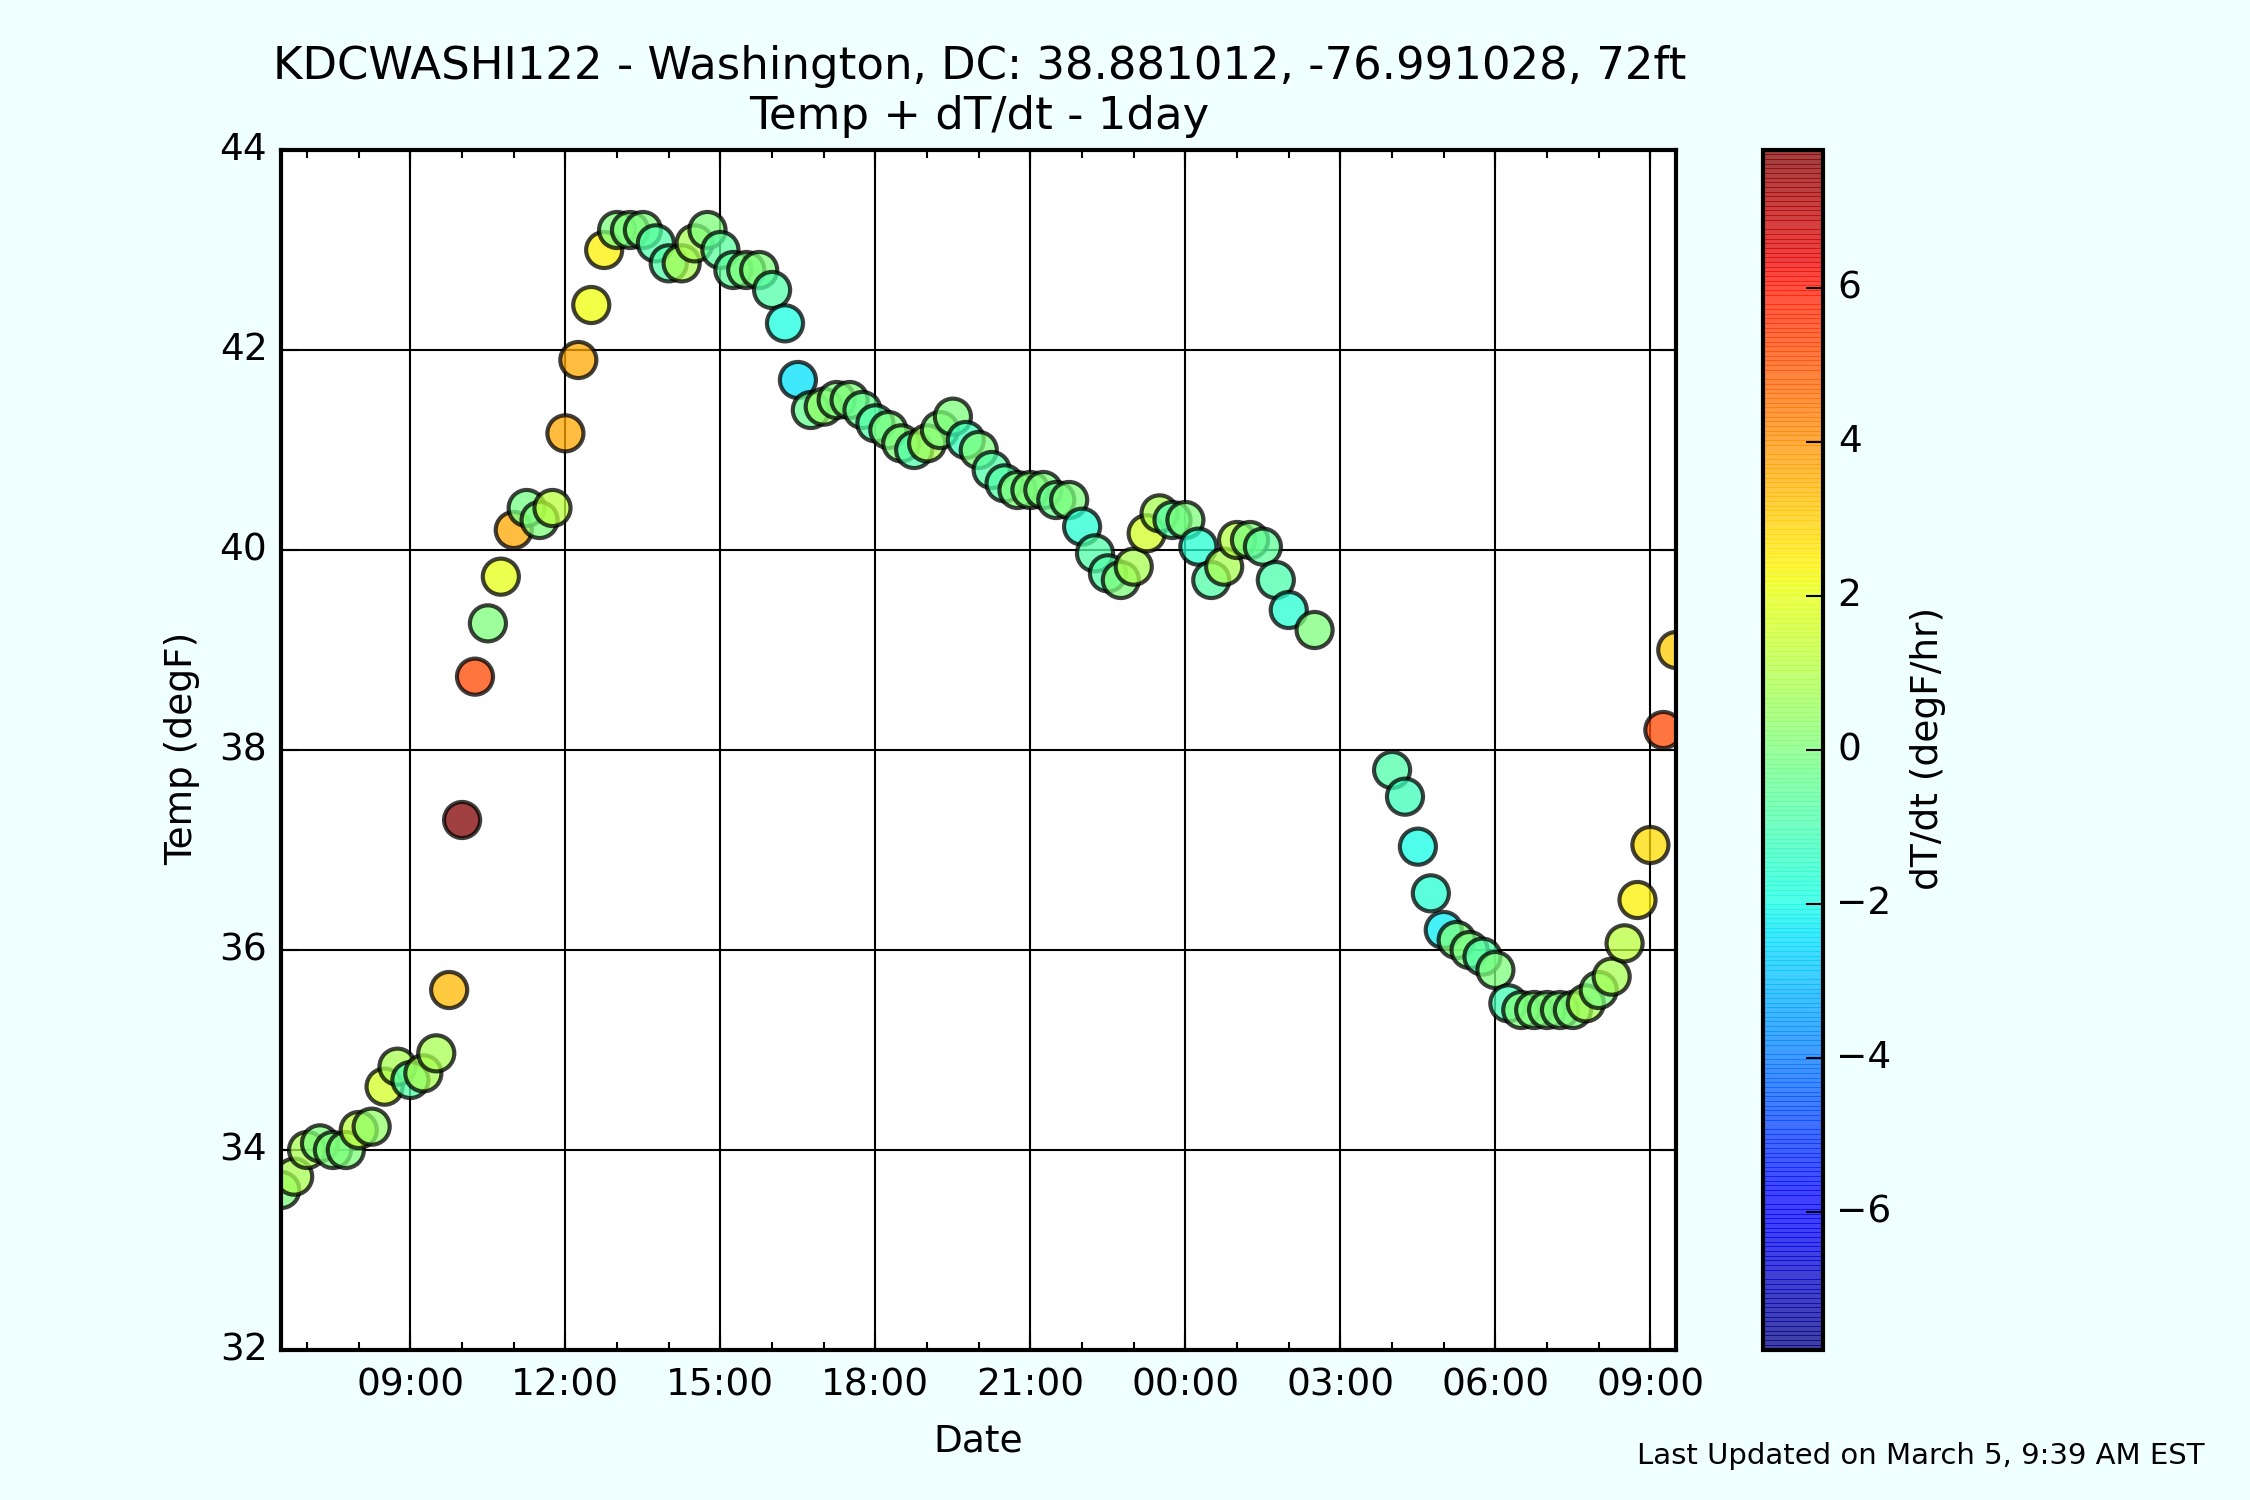 KDCWASHI122 - Washington, DC: 38.881012, -76.991028, 72ft
Temp + dT/dt - 1day
44
42
40
38
36
34
32
Temp (degF)
09:00 12:00 15:00 18:00 21:00 00:00 03:00 06:00 09:00
Date
6
4
2
0
−2
−4
−6
dT/dt (degF/hr)
Last Updated on March 5, 9:39 AM EST